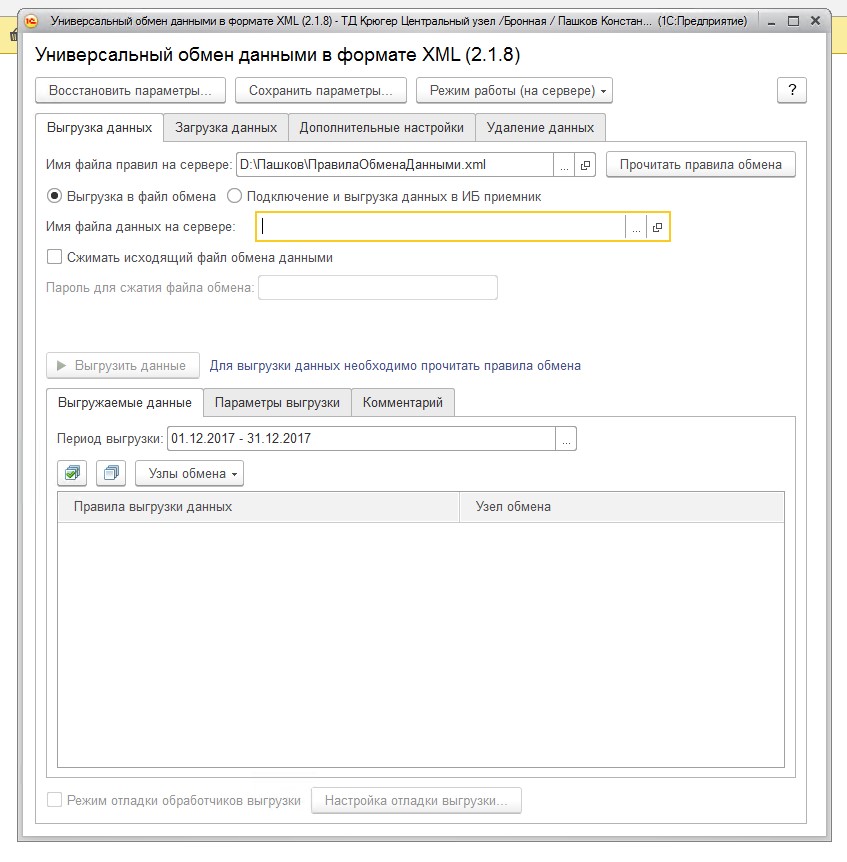 Универсальный обмен данными в формате XML (2.1.8) - ТД Крюгер Центральный узел /Бронная / Пашков Констан... (1С:Предприятие)
Универсальный обмен данными в формате XML (2.1.8)
Восстановить параметры... Сохранить параметры... Режим работы (на сервере) ?
Выгрузка данных Загрузка данных Дополнительные настройки Удаление данных
Имя файла правил на сервере: D:\Пашков\ПравилаОбменаДанными.xml ... Прочитать правила обмена
Выгрузка в файл обмена Подключение и выгрузка данных в ИБ приемник
Имя файла данных на сервере: ...
Сжимать исходящий файл обмена данными
Пароль для сжатия файла обмена:
Выгрузить данные Для выгрузки данных необходимо прочитать правила обмена
Выгружаемые данные Параметры выгрузки Комментарий
Период выгрузки: 01.12.2017 - 31.12.2017 ...
Узлы обмена
Правила выгрузки данных Узел обмена
Режим отладки обработчиков выгрузки Настройка отладки выгрузки...